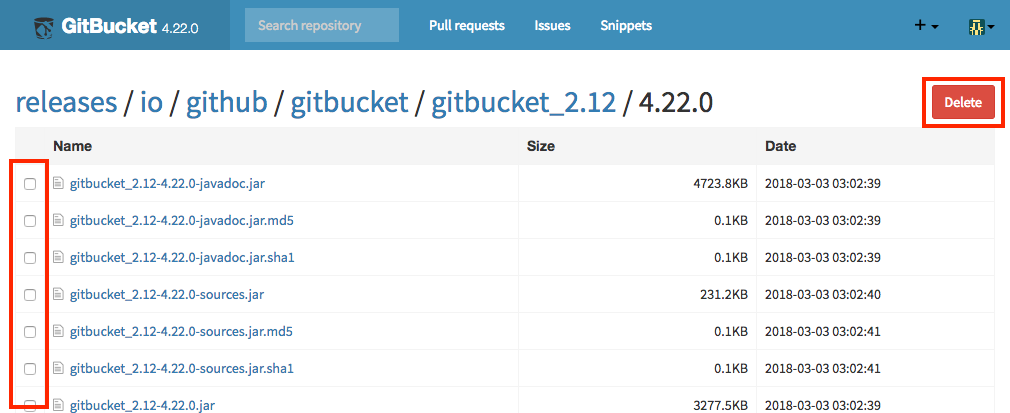 GitBucket 4.22.0 Search repository Pull requests Issues Snippets +
releases / io / github / gitbucket / gitbucket_2.12 / 4.22.0 Delete
Name Size Date
gitbucket_2.12-4.22.0-javadoc.jar 4723.8KB 2018-03-03 03:02:39
gitbucket_2.12-4.22.0-javadoc.jar.md5 0.1KB 2018-03-03 03:02:39
gitbucket_2.12-4.22.0-javadoc.jar.sha1 0.1KB 2018-03-03 03:02:39
gitbucket_2.12-4.22.0-sources.jar 231.2KB 2018-03-03 03:02:40
gitbucket_2.12-4.22.0-sources.jar.md5 0.1KB 2018-03-03 03:02:41
gitbucket_2.12-4.22.0-sources.jar.sha1 0.1KB 2018-03-03 03:02:41
gitbucket_2.12-4.22.0.jar 3277.5KB 2018-03-03 03:02:39